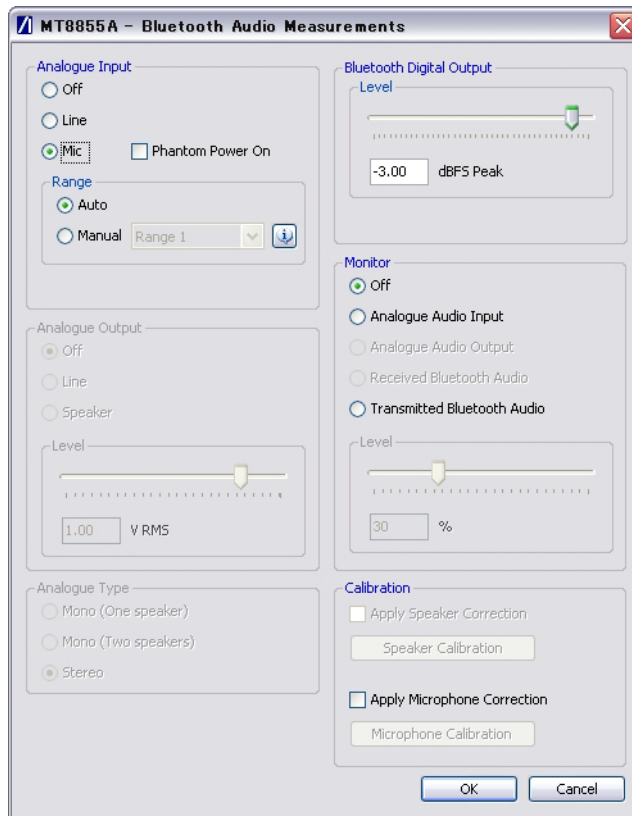 MT8855A - Bluetooth Audio Measurements
Analogue Input
Off
Line
Mic
Phantom Power On
Range
Auto
Manual
Range 1
Analogue Output
Off
Line
Speaker
Level
1.00
V RMS
Analogue Type
Mono (One speaker)
Mono (Two speakers)
Stereo
Bluetooth Digital Output
Level
-3.00
dBFS Peak
Monitor
Off
Analogue Audio Input
Analogue Audio Output
Received Bluetooth Audio
Transmitted Bluetooth Audio
Level
30
%
Calibration
Apply Speaker Correction
Speaker Calibration
Apply Microphone Correction
Microphone Calibration
OK
Cancel